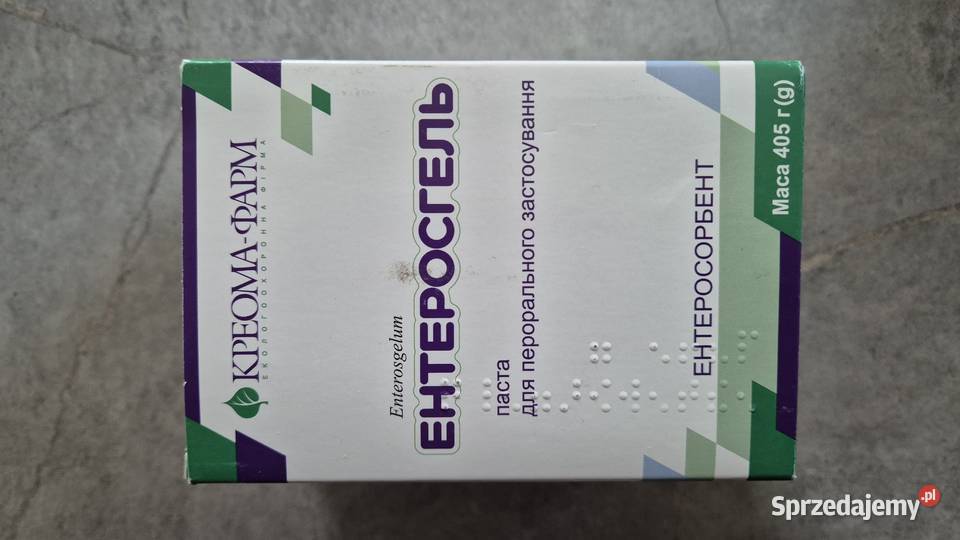 КРЕОМА-ФАРМ
ЕКОЛОГООХОРОННА ФІРМА
Enterosgelum
ЕНТЕРОСГЕЛЬ
паста
для перорального застосування
ЕНТЕРОСОРБЕНТ
Маса 405 г (g)
Sprzedajemy.pl